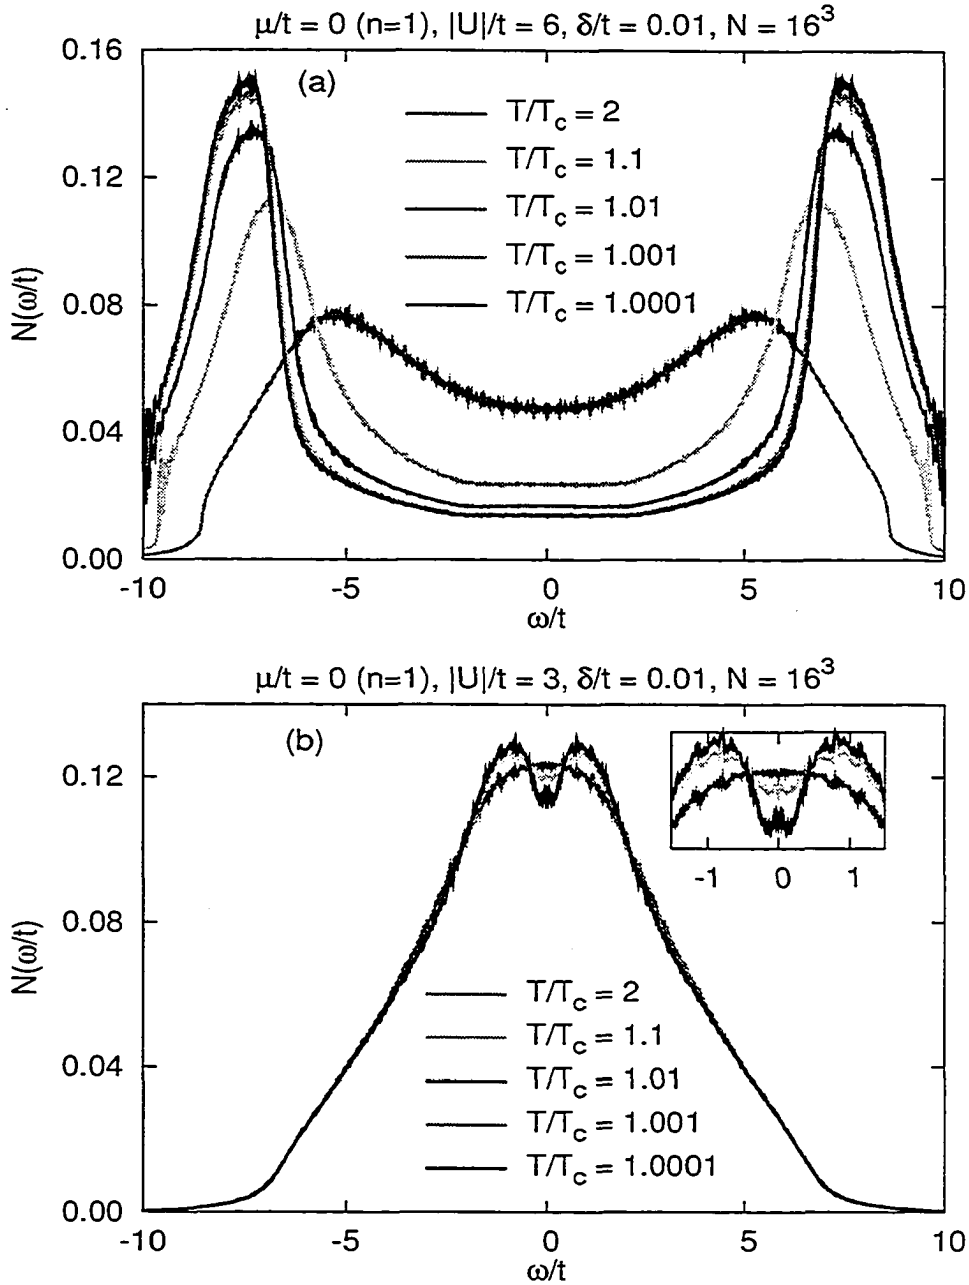 μ/t = 0 (n=1), |U|/t = 6, δ/t = 0.01, N = 16³
0.16
(a)
T/T_c = 2
T/T_c = 1.1
0.12
T/T_c = 1.01
T/T_c = 1.001
T/T_c = 1.0001
N(ω/t)
0.08
0.04
0.00
-10 -5 0 5 10
ω/t
μ/t = 0 (n=1), |U|/t = 3, δ/t = 0.01, N = 16³
(b)
0.12
-1 0 1
N(ω/t)
0.08
T/T_c = 2
T/T_c = 1.1
0.04
T/T_c = 1.01
T/T_c = 1.001
T/T_c = 1.0001
0.00
-10 -5 0 5 10
ω/t